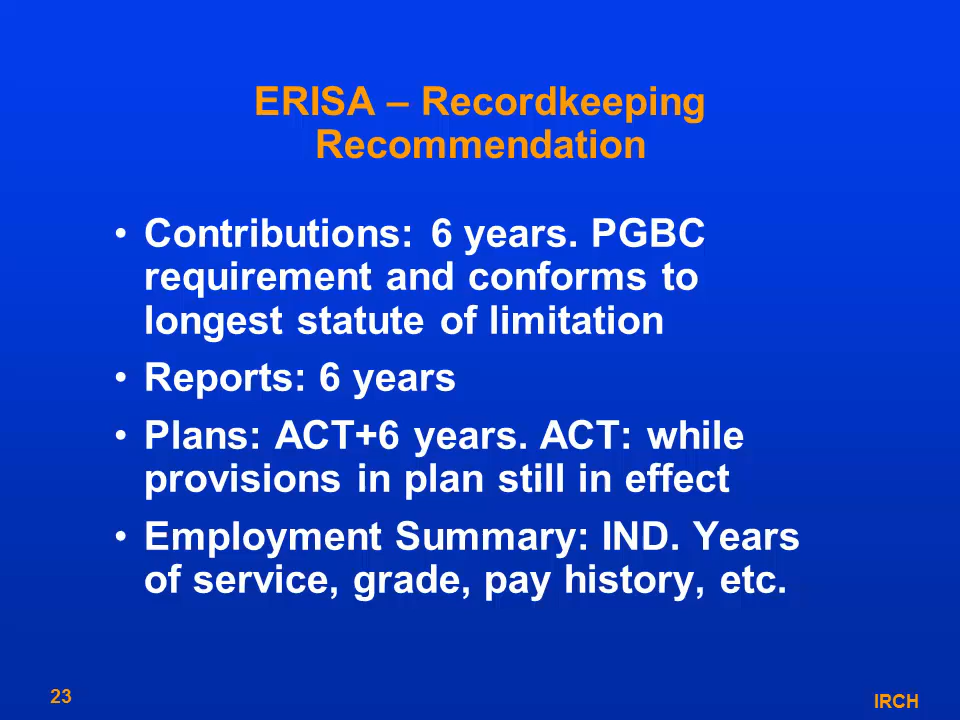 ERISA – Recordkeeping
Recommendation
• Contributions: 6 years. PGBC
requirement and conforms to
longest statute of limitation
• Reports: 6 years
• Plans: ACT+6 years. ACT: while
provisions in plan still in effect
• Employment Summary: IND. Years
of service, grade, pay history, etc.
23
IRCH